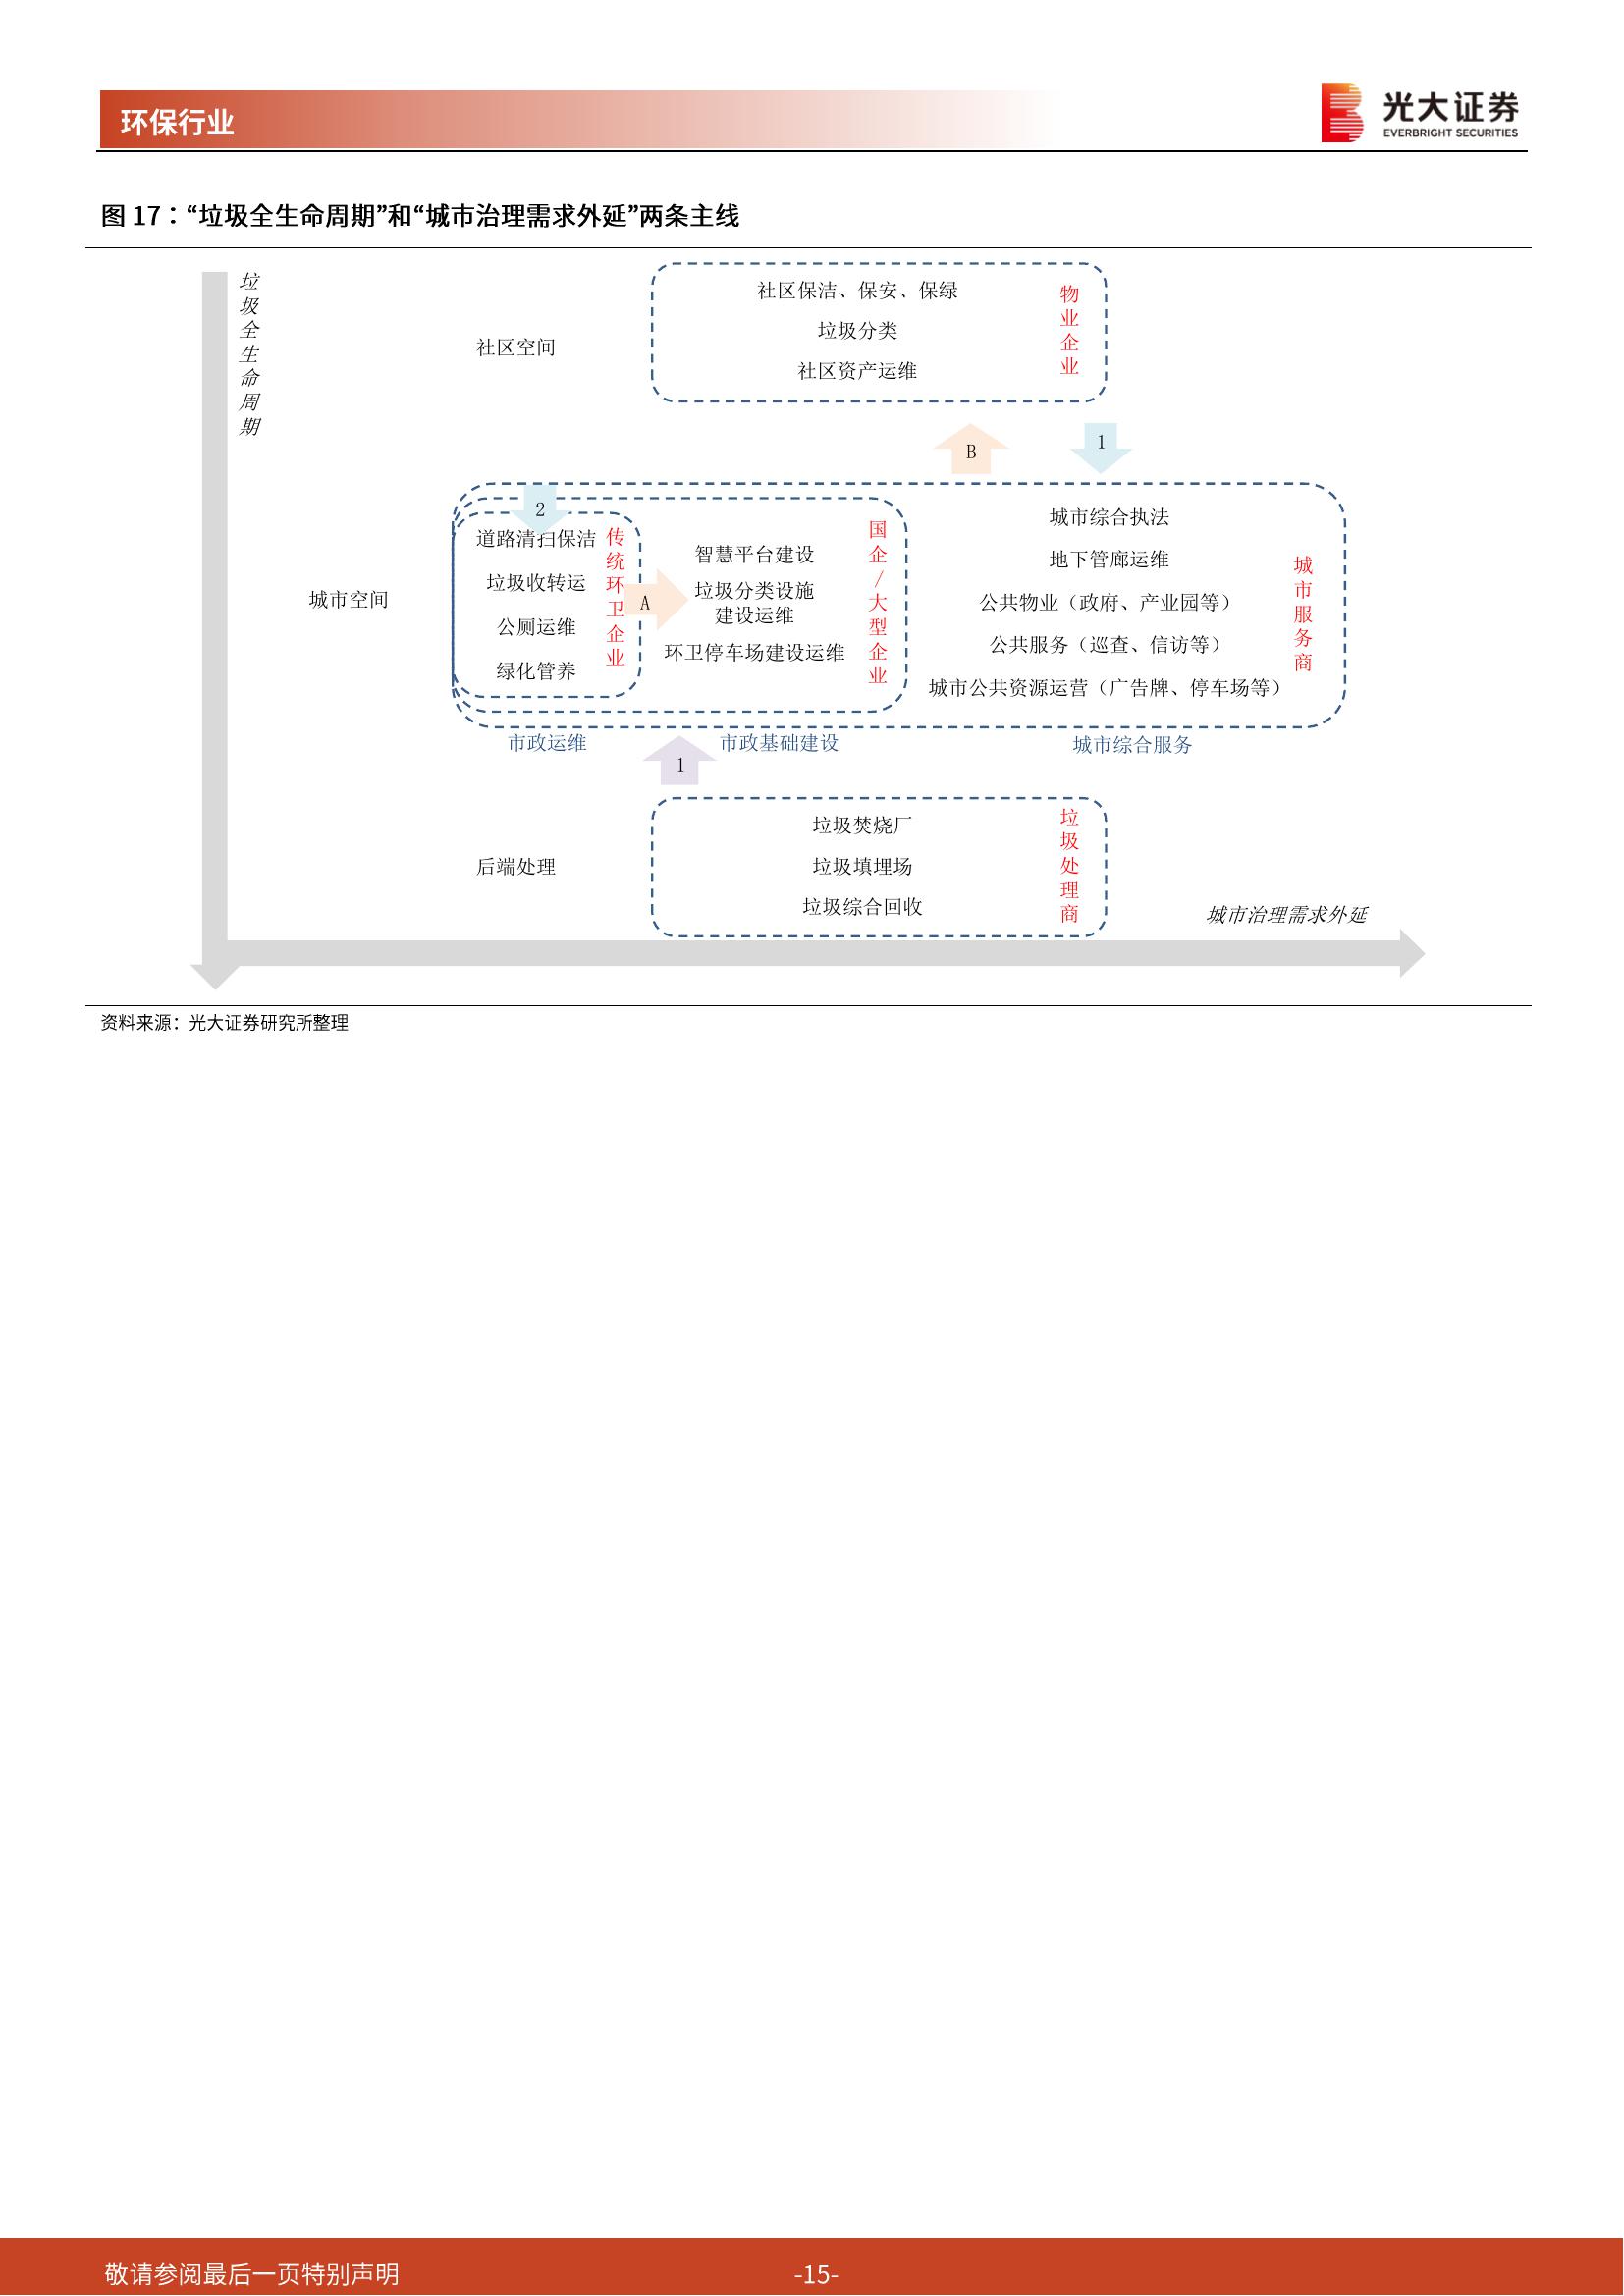 环保行业
光大证券
EVERBRIGHT SECURITIES
图 17：“垃圾全生命周期”和“城市治理需求外延”两条主线
垃圾全生命周期
社区空间
社区保洁、保安、保绿
垃圾分类
社区资产运维
物业企业
B
1
城市空间
2
道路清扫保洁
垃圾收转运
公厕运维
绿化管养
传统环卫企业
A
智慧平台建设
垃圾分类设施
建设运维
环卫停车场建设运维
国企/大型企业
城市综合执法
地下管廊运维
公共物业（政府、产业园等）
公共服务（巡查、信访等）
城市公共资源运营（广告牌、停车场等）
城市服务商
市政运维
市政基础建设
城市综合服务
1
后端处理
垃圾焚烧厂
垃圾填埋场
垃圾综合回收
垃圾处理商
城市治理需求外延
资料来源：光大证券研究所整理
敬请参阅最后一页特别声明
-15-